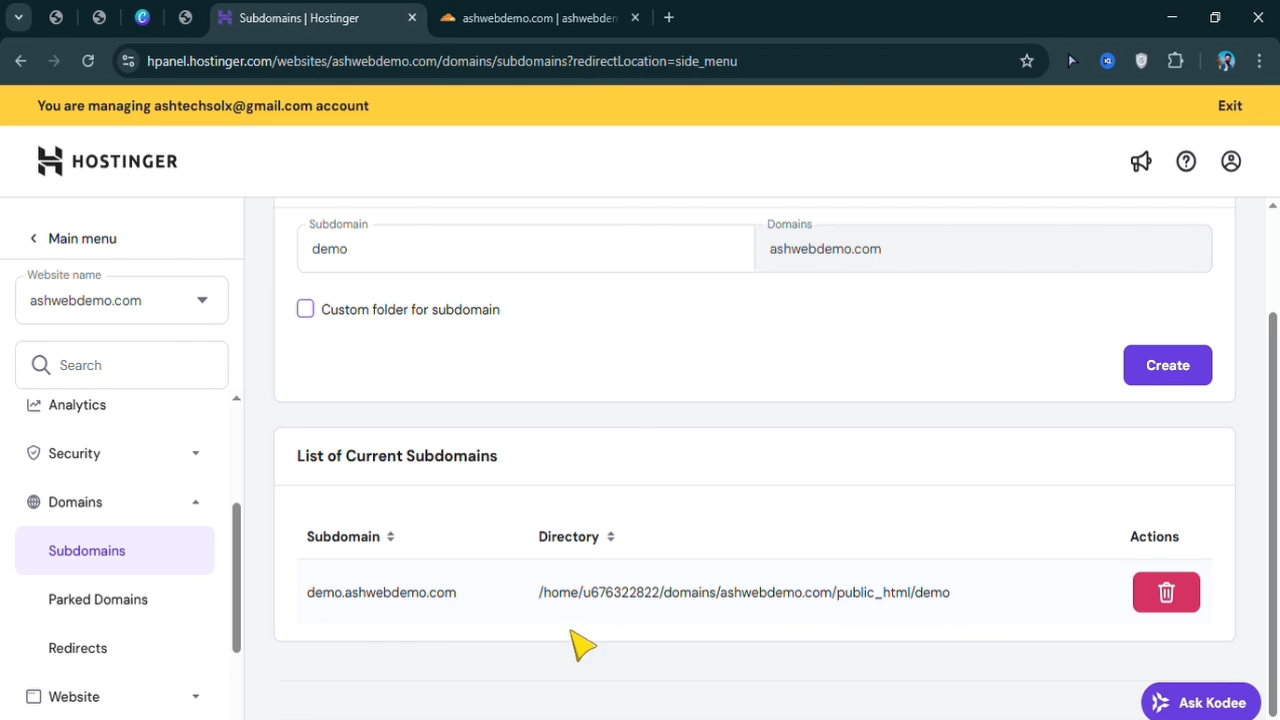 Subdomains | Hostinger
ashwebdemo.com | ashwebdem
hpanel.hostinger.com/websites/ashwebdemo.com/domains/subdomains?redirectLocation=side_menu
You are managing ashtechsolx@gmail.com account
Exit
HOSTINGER
Main menu
Website name
ashwebdemo.com
Search
Analytics
Security
Domains
Subdomains
Parked Domains
Redirects
Website
Subdomain
demo
Domains
ashwebdemo.com
Custom folder for subdomain
Create
List of Current Subdomains
Subdomain
Directory
Actions
demo.ashwebdemo.com
/home/u676322822/domains/ashwebdemo.com/public_html/demo
Ask Kodee